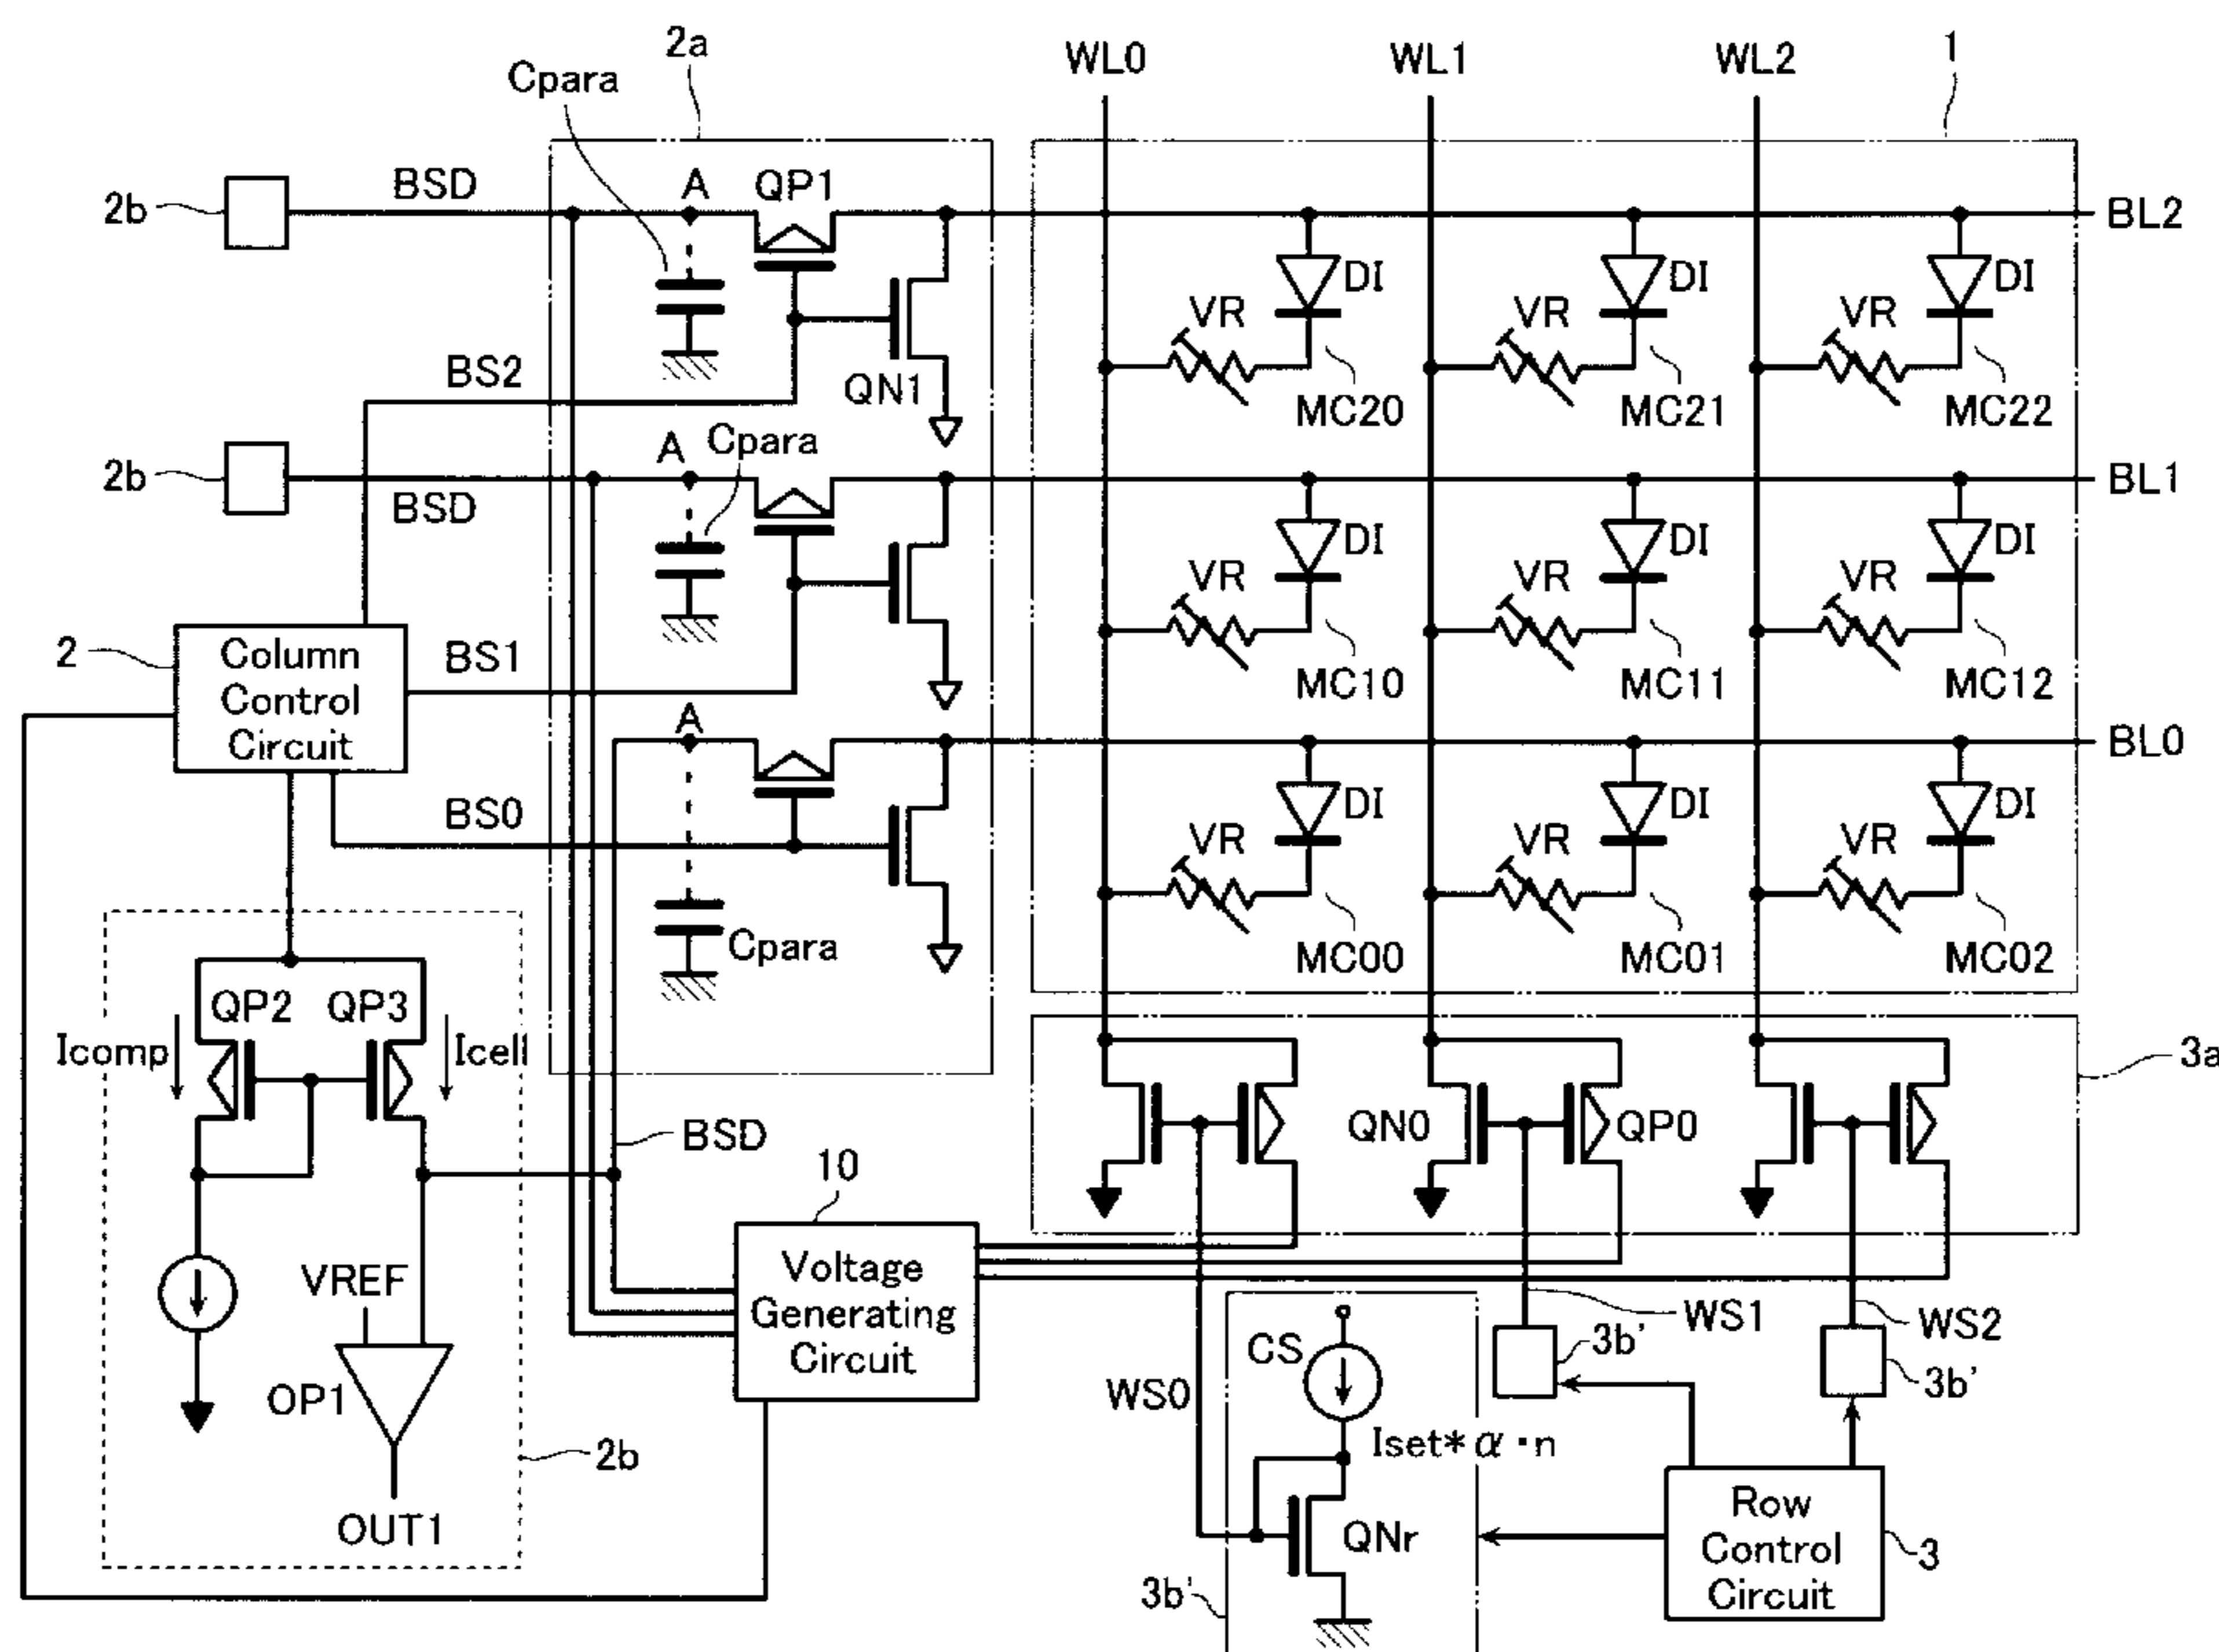 2a
WL0
WL1
WL2
1
Cpara
2b
BSD
A
QP1
BL2
DI
DI
DI
VR
VR
VR
BS2
QN1
MC20
MC21
MC22
2b
BSD
A
Cpara
BL1
DI
DI
DI
VR
VR
VR
2
Column
Control
Circuit
BS1
MC10
MC11
MC12
A
BL0
DI
DI
DI
BS0
VR
VR
VR
Cpara
MC00
MC01
MC02
QP2
QP3
Icomp
Icell
3a
BSD
QN0
QP0
10
Voltage
Generating
Circuit
VREF
OP1
2b
OUT1
WS0
CS
WS1
3b'
WS2
3b'
Iset*α・n
QNr
3b'
Row
Control
Circuit
3